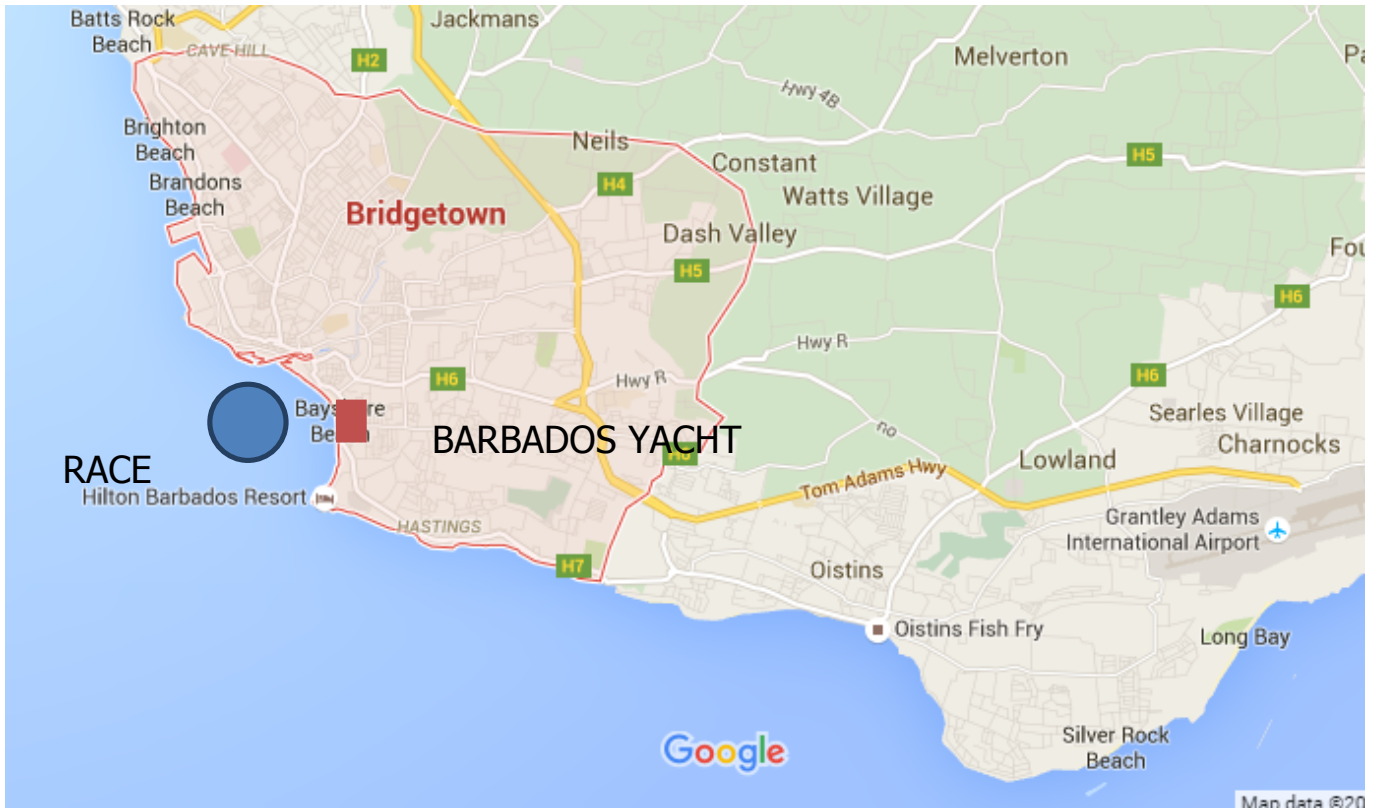 Batts Rock
Beach
CAVE HILL
H2
Jackmans
Hwy 4B
Melverton
Brighton
Beach
Brandons
Beach
Neils
Constant
H5
H4
Watts Village
Bridgetown
Dash Valley
H5
H6
Hwy R
H6
Hwy R
H6
BARBADOS YACHT
RACE
Hilton Barbados Resort
HASTINGS
H7
Tom Adams Hwy
Lowland
Searles Village
Charnocks
Grantley Adams
International Airport
Oistins
Oistins Fish Fry
Long Bay
Silver Rock
Beach
Google
Map data